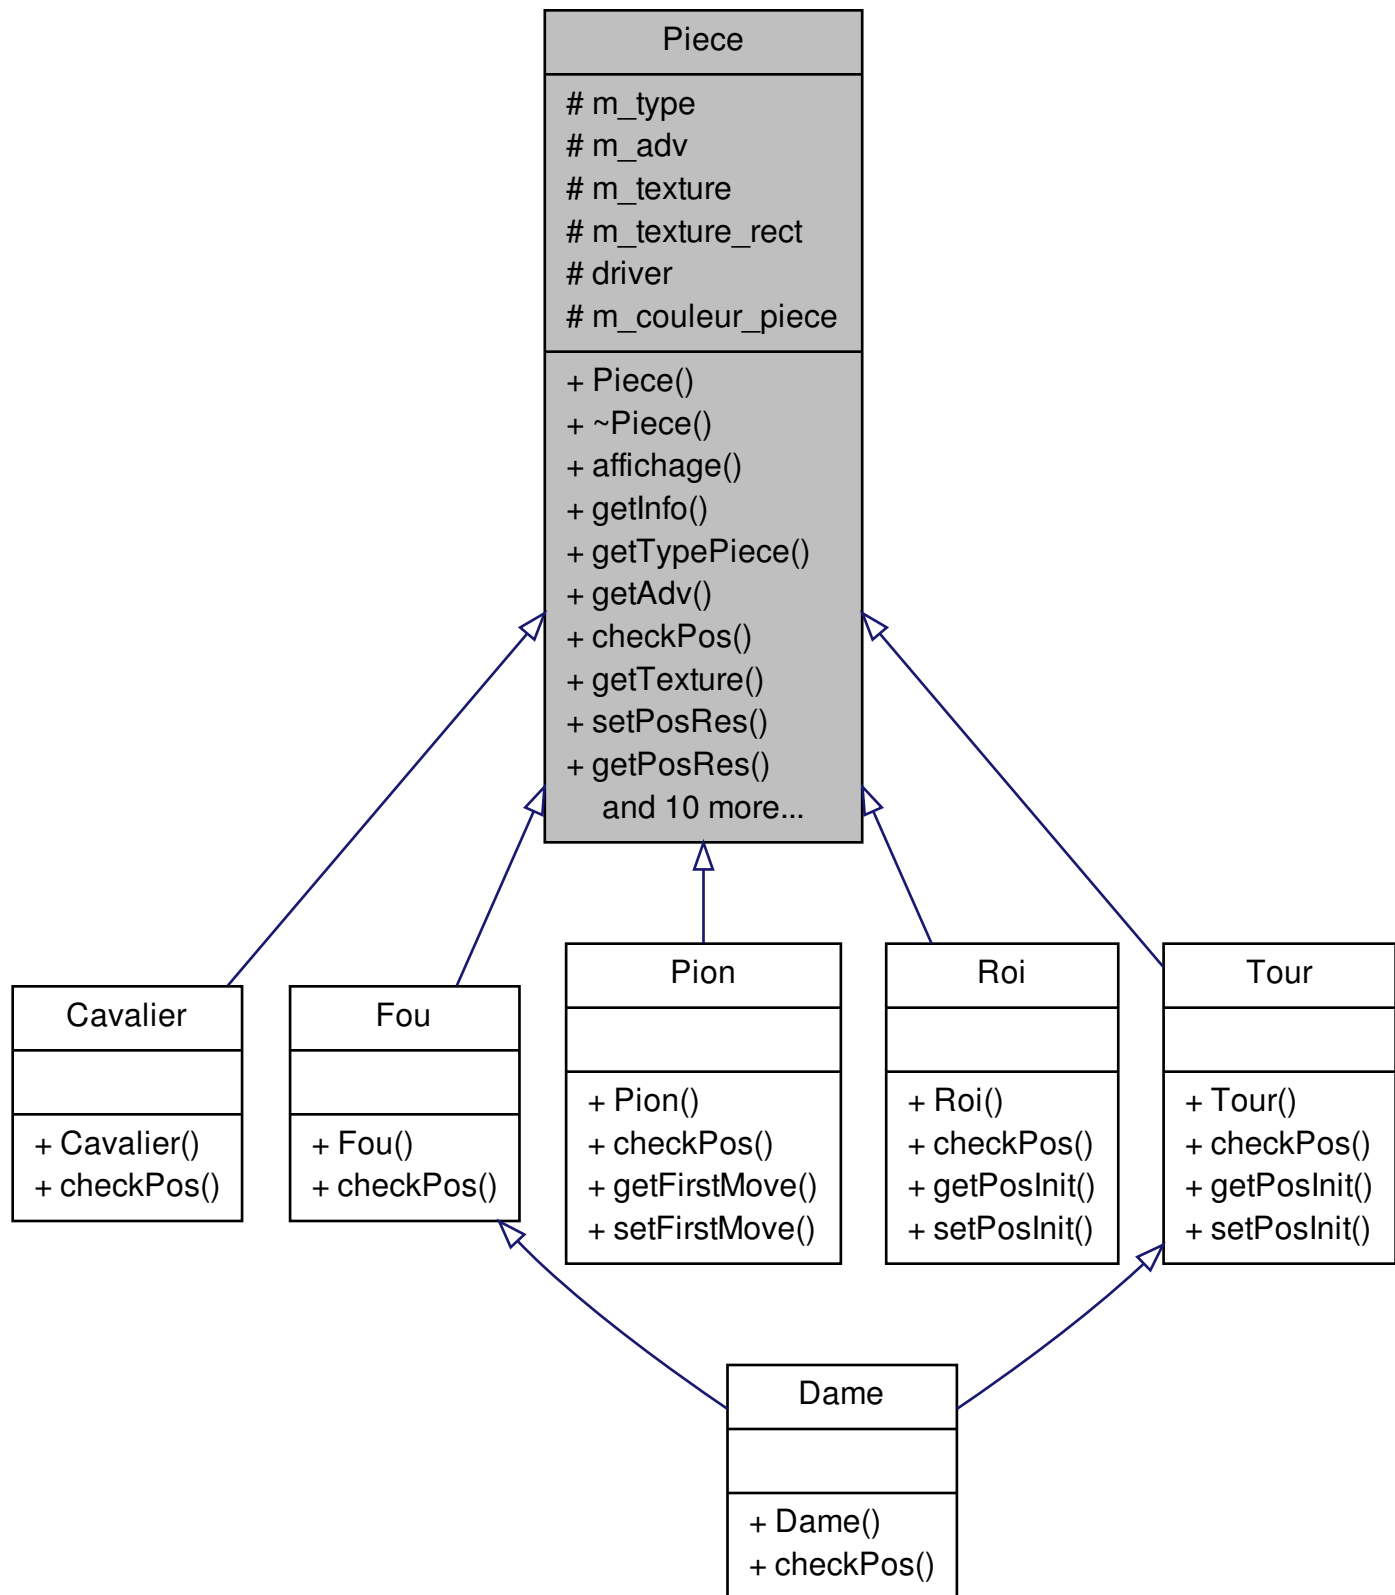 Piece
# m_type
# m_adv
# m_texture
# m_texture_rect
# driver
# m_couleur_piece
+ Piece()
+ ~Piece()
+ affichage()
+ getInfo()
+ getTypePiece()
+ getAdv()
+ checkPos()
+ getTexture()
+ setPosRes()
+ getPosRes()
and 10 more...
Cavalier
+ Cavalier()
+ checkPos()
Fou
+ Fou()
+ checkPos()
Pion
+ Pion()
+ checkPos()
+ getFirstMove()
+ setFirstMove()
Roi
+ Roi()
+ checkPos()
+ getPosInit()
+ setPosInit()
Tour
+ Tour()
+ checkPos()
+ getPosInit()
+ setPosInit()
Dame
+ Dame()
+ checkPos()